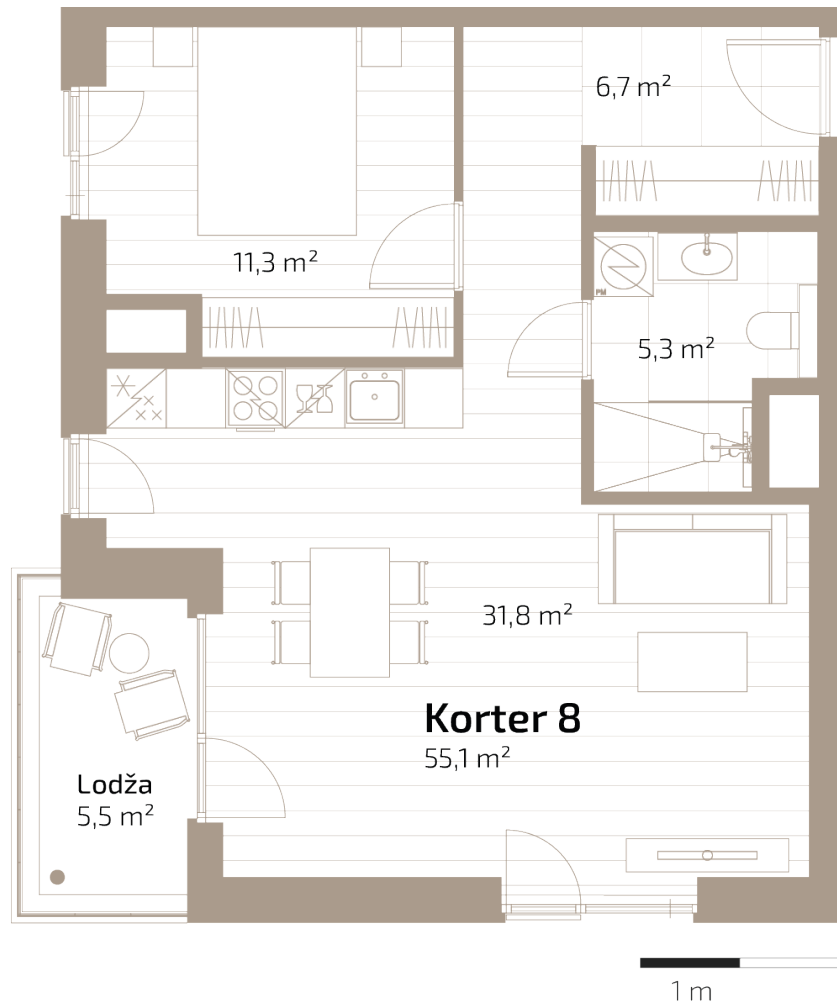 6,7 m²
11,3 m²
PM
5,3 m²
31,8 m²
Korter 8
55,1 m²
Lodža
5,5 m²
1 m